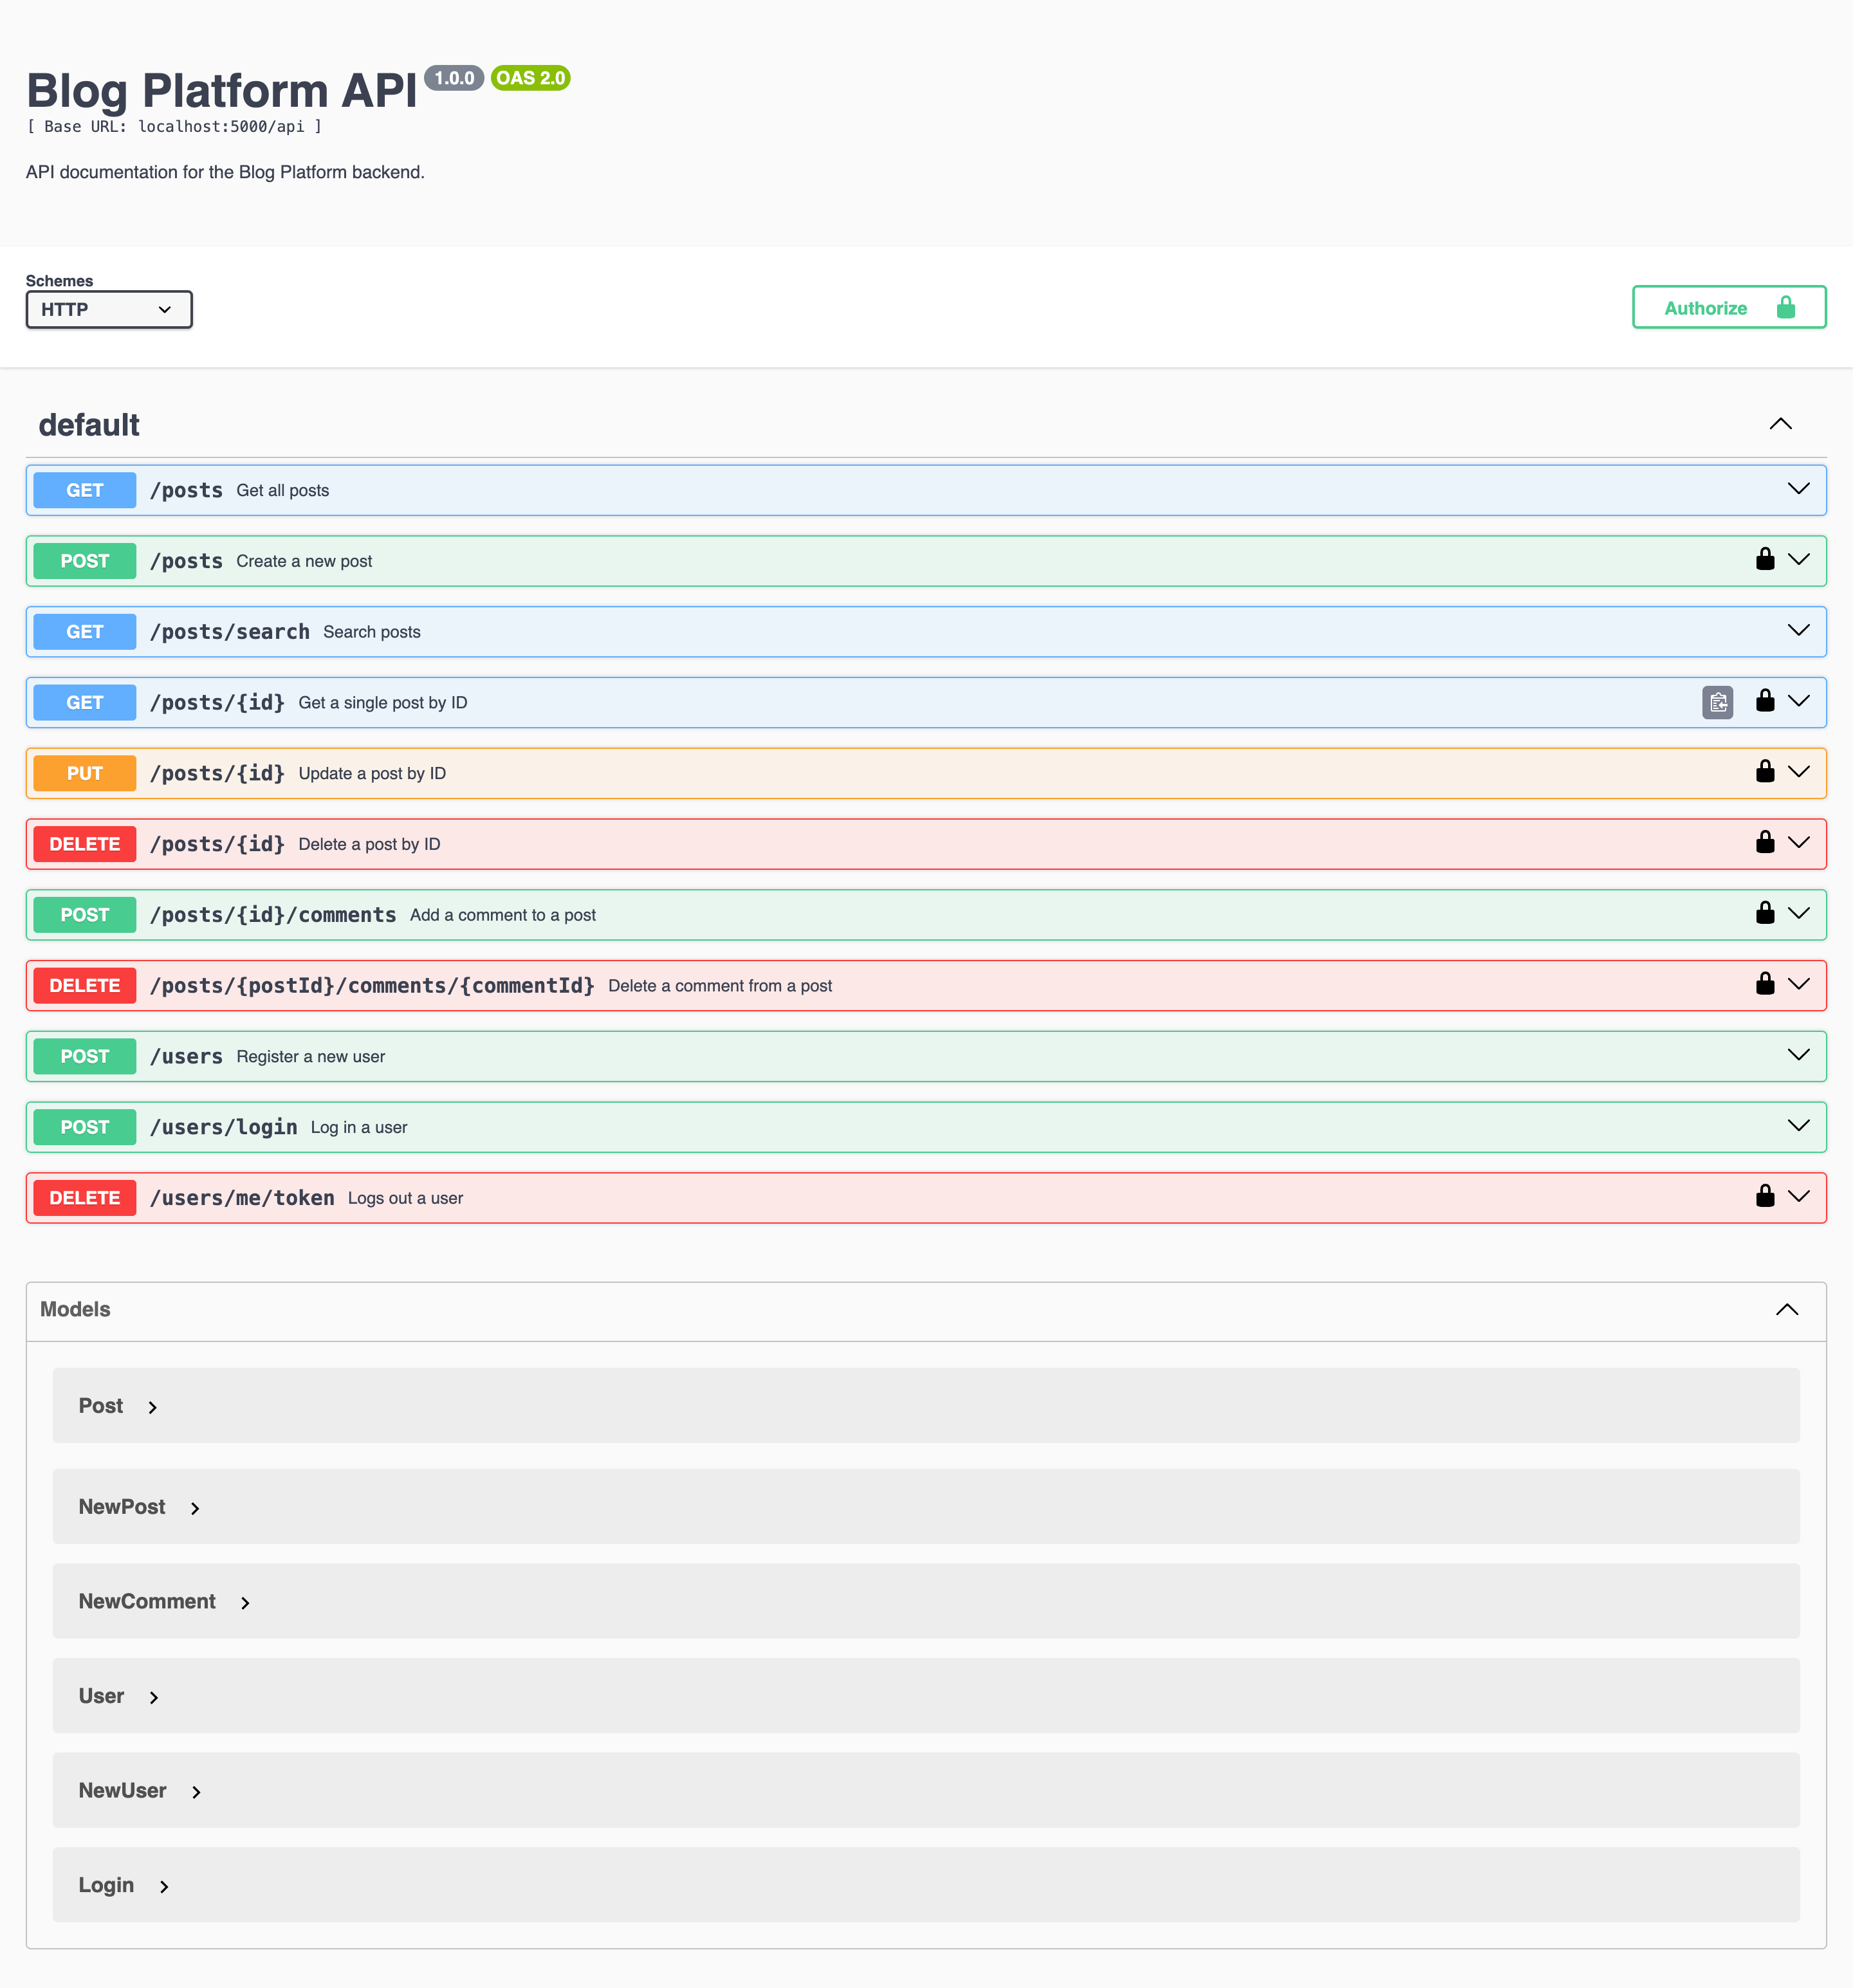 Blog Platform API 1.0.0 OAS 2.0
[ Base URL: localhost:5000/api ]
API documentation for the Blog Platform backend.
Schemes
HTTP
Authorize
default
GET /posts Get all posts
POST /posts Create a new post
GET /posts/search Search posts
GET /posts/{id} Get a single post by ID
PUT /posts/{id} Update a post by ID
DELETE /posts/{id} Delete a post by ID
POST /posts/{id}/comments Add a comment to a post
DELETE /posts/{postId}/comments/{commentId} Delete a comment from a post
POST /users Register a new user
POST /users/login Log in a user
DELETE /users/me/token Logs out a user
Models
Post
NewPost
NewComment
User
NewUser
Login